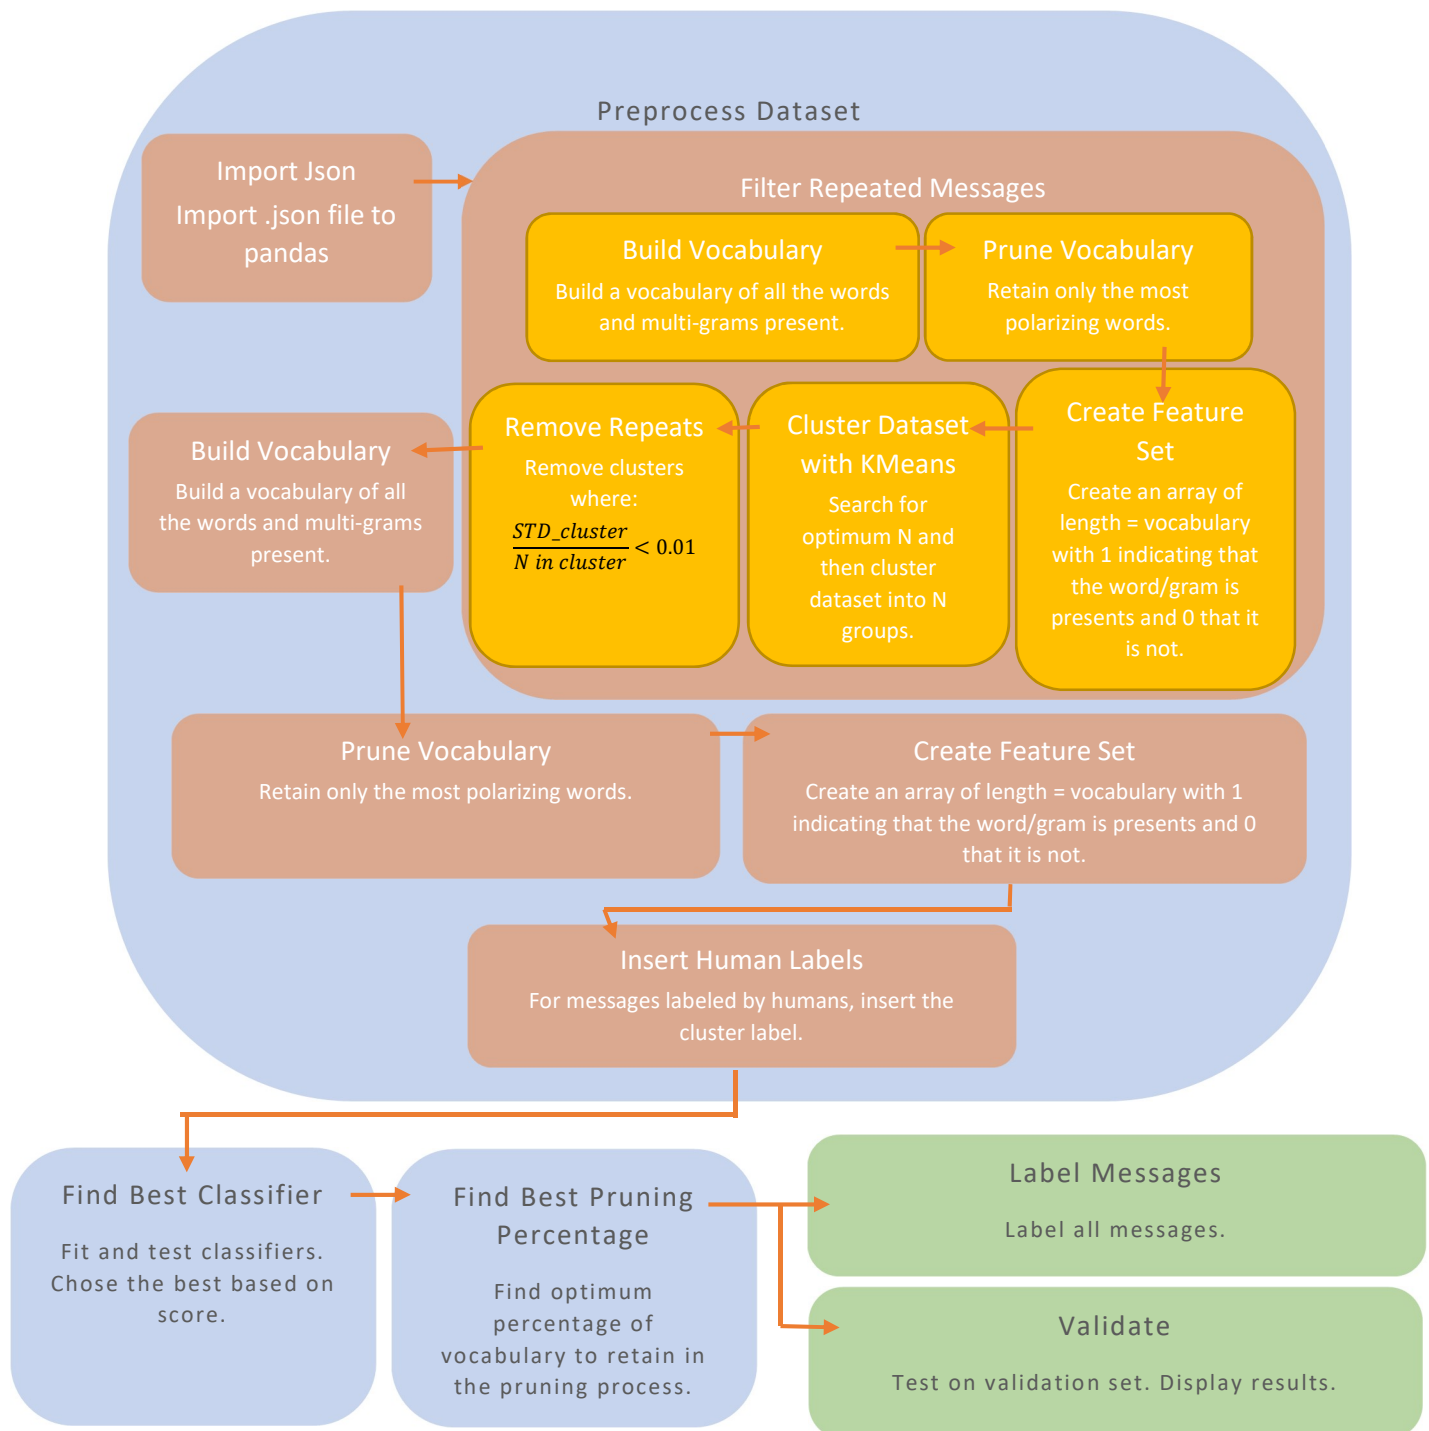 Preprocess Dataset
Import Json
Import .json file to
pandas
Filter Repeated Messages
Build Vocabulary
Build a vocabulary of all the words
and multi-grams present.
Prune Vocabulary
Retain only the most
polarizing words.
Create Feature
Set
Create an array of
length = vocabulary
with 1 indicating that
the word/gram is
presents and 0 that it
is not.
Cluster Dataset
with KMeans
Search for
optimum N and
then cluster
dataset into N
groups.
Remove Repeats
Remove clusters
where:
STD_cluster
N in cluster < 0.01
Build Vocabulary
Build a vocabulary of all
the words and multi-grams
present.
Prune Vocabulary
Retain only the most polarizing words.
Create Feature Set
Create an array of length = vocabulary with 1
indicating that the word/gram is presents and 0
that it is not.
Insert Human Labels
For messages labeled by humans, insert the
cluster label.
Find Best Classifier
Fit and test classifiers.
Chose the best based on
score.
Find Best Pruning
Percentage
Find optimum
percentage of
vocabulary to retain in
the pruning process.
Label Messages
Label all messages.
Validate
Test on validation set. Display results.